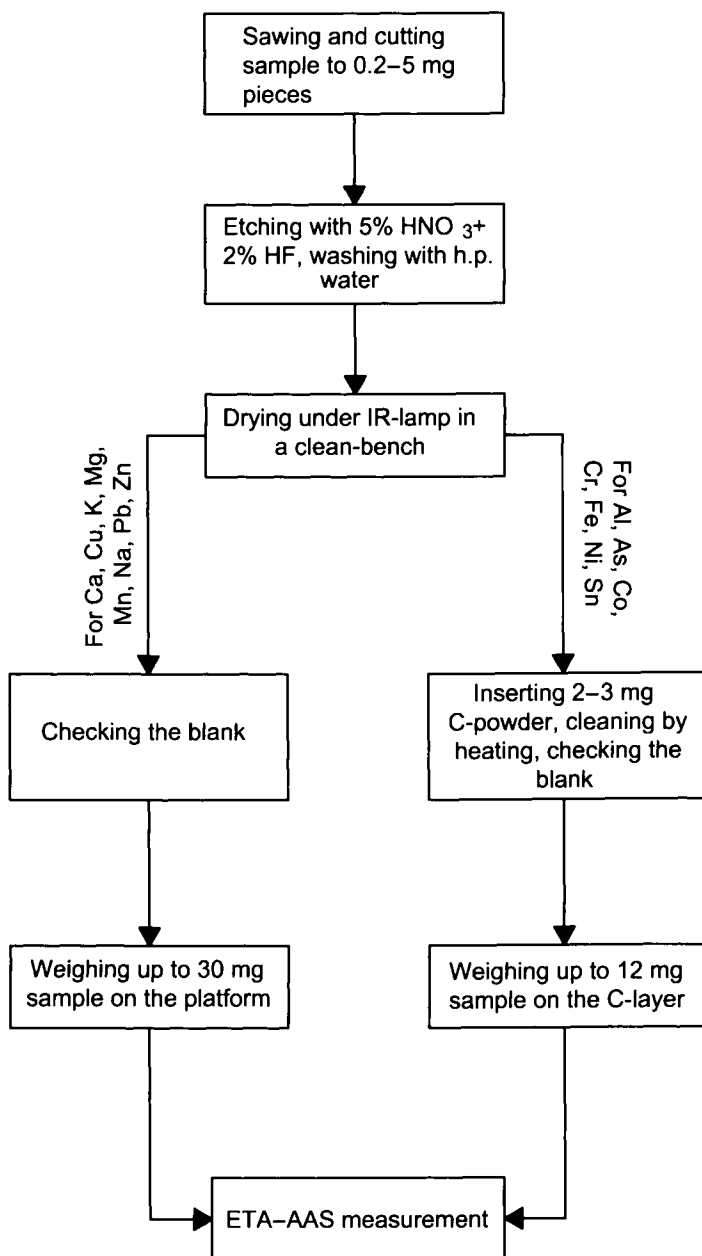 Sawing and cutting
sample to 0.2–5 mg
pieces
Etching with 5% HNO 3+
2% HF, washing with h.p.
water
Drying under IR-lamp in
a clean-bench
For Ca, Cu, K, Mg,
Mn, Na, Pb, Zn
For Al, As, Co,
Cr, Fe, Ni, Sn
Checking the blank
Inserting 2–3 mg
C-powder, cleaning by
heating, checking the
blank
Weighing up to 30 mg
sample on the platform
Weighing up to 12 mg
sample on the C-layer
ETA–AAS measurement